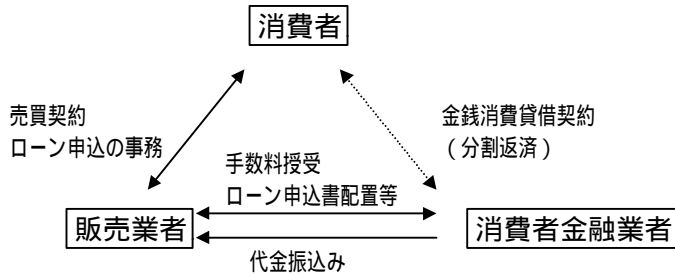 消費者
売買契約
ローン申込の事務
金銭消費貸借契約
(分割返済)
手数料授受
ローン申込書配置等
販売業者
消費者金融業者
代金振込み